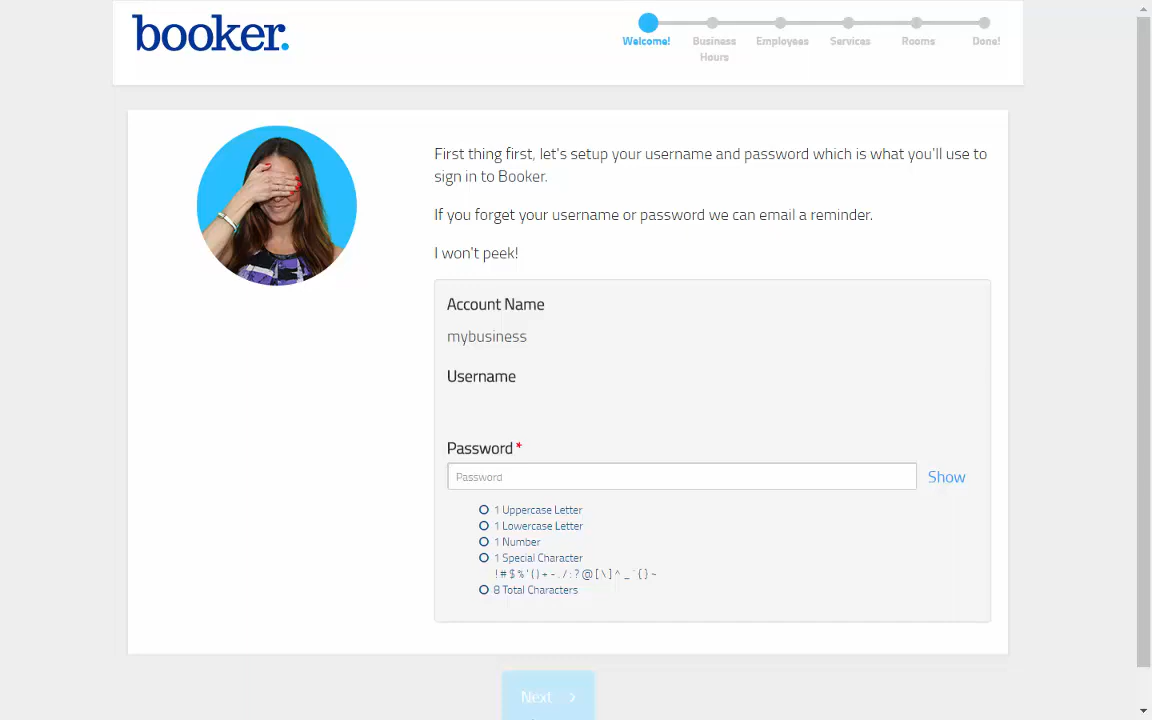 booker.
Welcome!
Business Hours
Employees
Services
Rooms
Done!
First thing first, let's setup your username and password which is what you'll use to
sign in to Booker.
If you forget your username or password we can email a reminder.
I won't peek!
Account Name
mybusiness
Username
Password *
Password
Show
1 Uppercase Letter
1 Lowercase Letter
1 Number
1 Special Character
! # $ % ' ( ) + - . / : ? @ [ \ ] ^ _ ` { } ~
8 Total Characters
Next